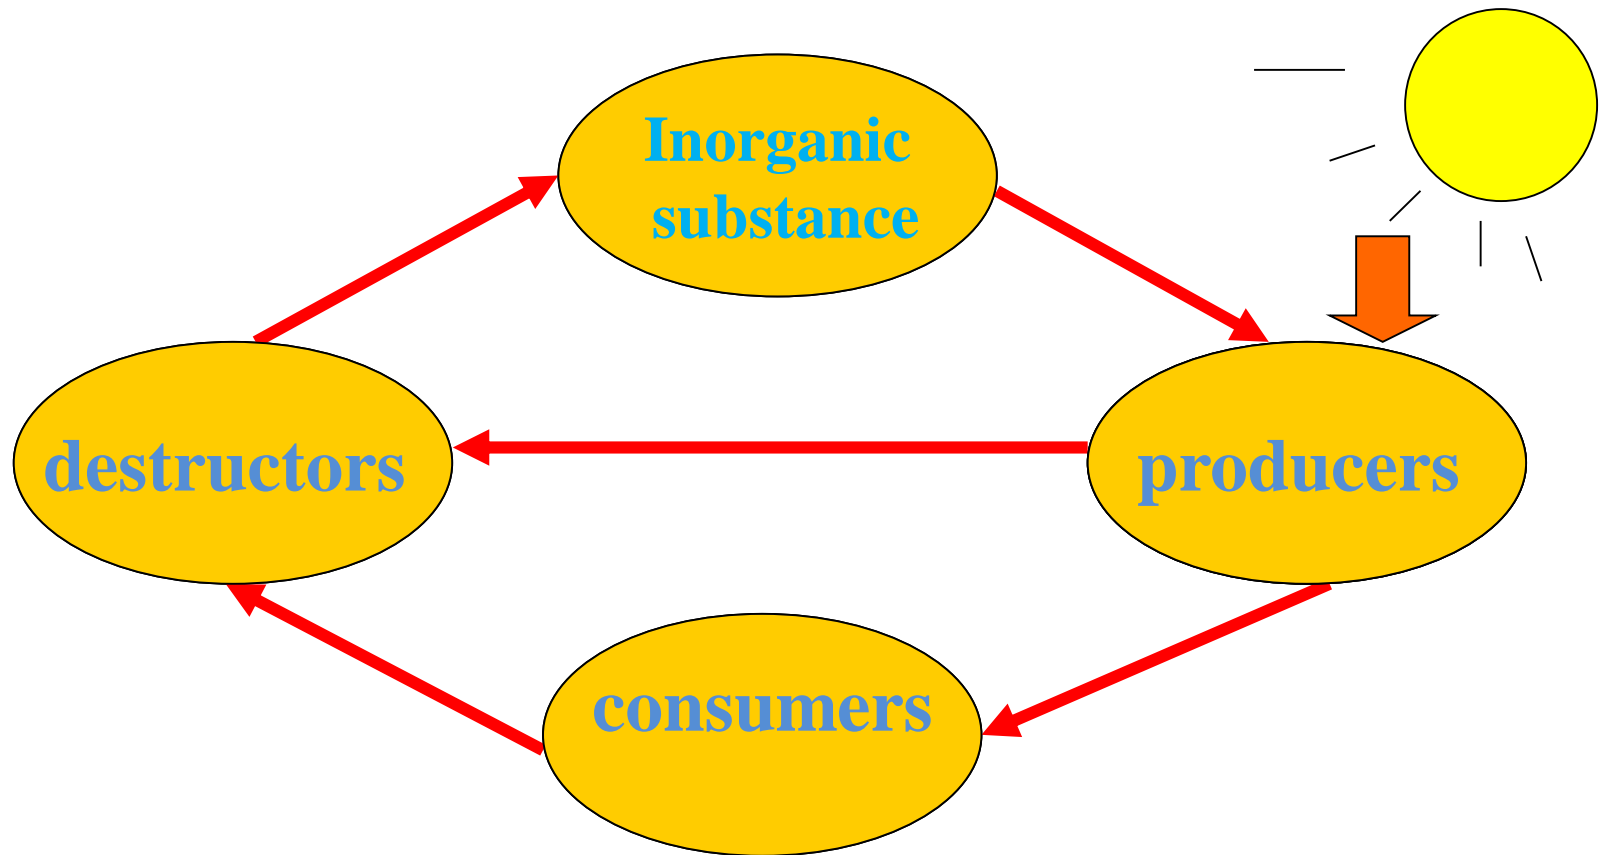 Inorganic
substance
destructors
producers
consumers